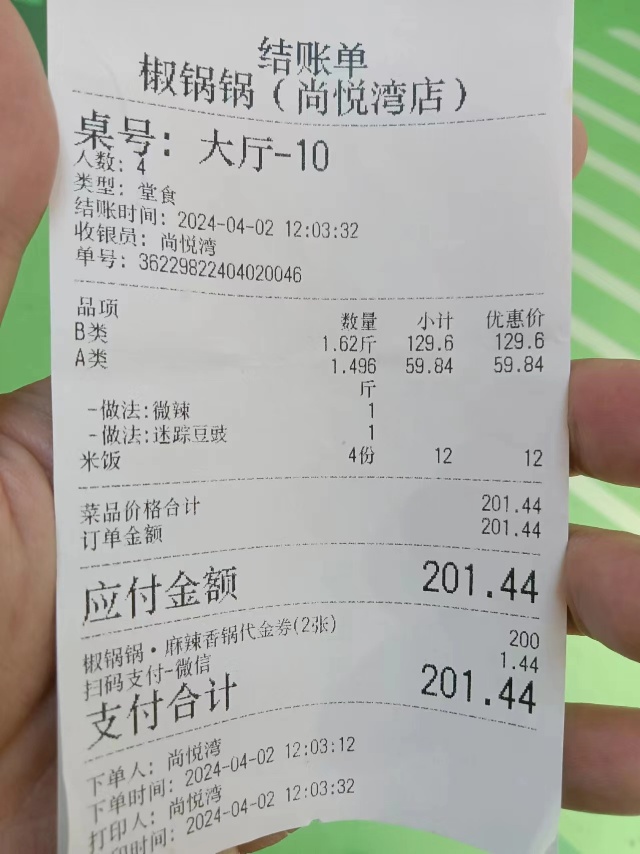 结账单
椒锅锅（尚悦湾店）
桌号：大厅-10
人数：4
类型：堂食
结账时间：2024-04-02 12:03:32
收银员：尚悦湾
单号：36229822404020046
品项 数量 小计 优惠价
B类 1.62斤 129.6 129.6
A类 1.496 59.84 59.84
斤
-做法:微辣 1
-做法:迷踪豆豉 1
米饭 4份 12 12
菜品价格合计 201.44
订单金额 201.44
应付金额 201.44
椒锅锅·麻辣香锅代金券(2张) 200
扫码支付-微信 1.44
支付合计 201.44
下单人：尚悦湾
下单时间：2024-04-02 12:03:12
打印人：尚悦湾
印时间：2024-04-02 12:03:32